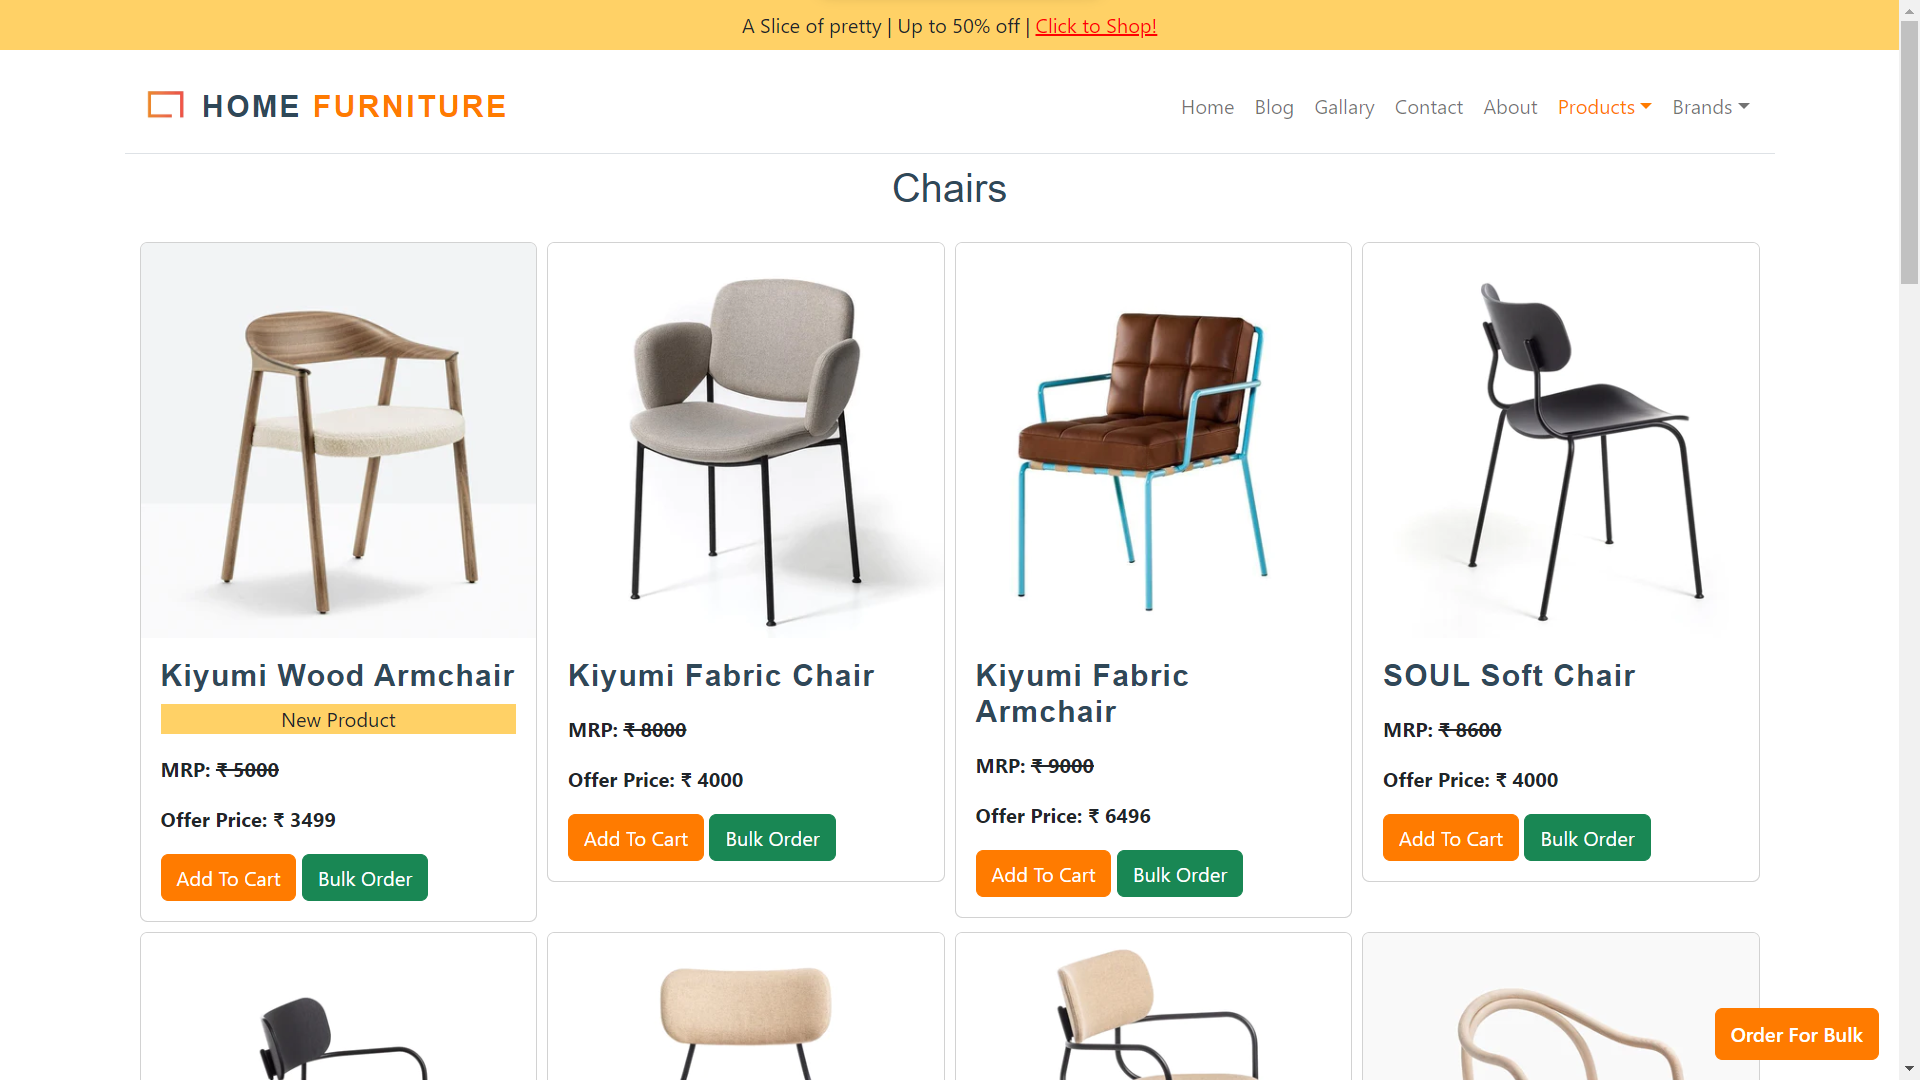 A Slice of pretty | Up to 50% off | Click to Shop!
HOME FURNITURE
Home Blog Gallary Contact About Products Brands
Chairs
Kiyumi Wood Armchair
New Product
MRP: ₹ 5000
Offer Price: ₹ 3499
Add To Cart Bulk Order
Kiyumi Fabric Chair
MRP: ₹ 8000
Offer Price: ₹ 4000
Add To Cart Bulk Order
Kiyumi Fabric
Armchair
MRP: ₹ 9000
Offer Price: ₹ 6496
Add To Cart Bulk Order
SOUL Soft Chair
MRP: ₹ 8600
Offer Price: ₹ 4000
Add To Cart Bulk Order
Order For Bulk